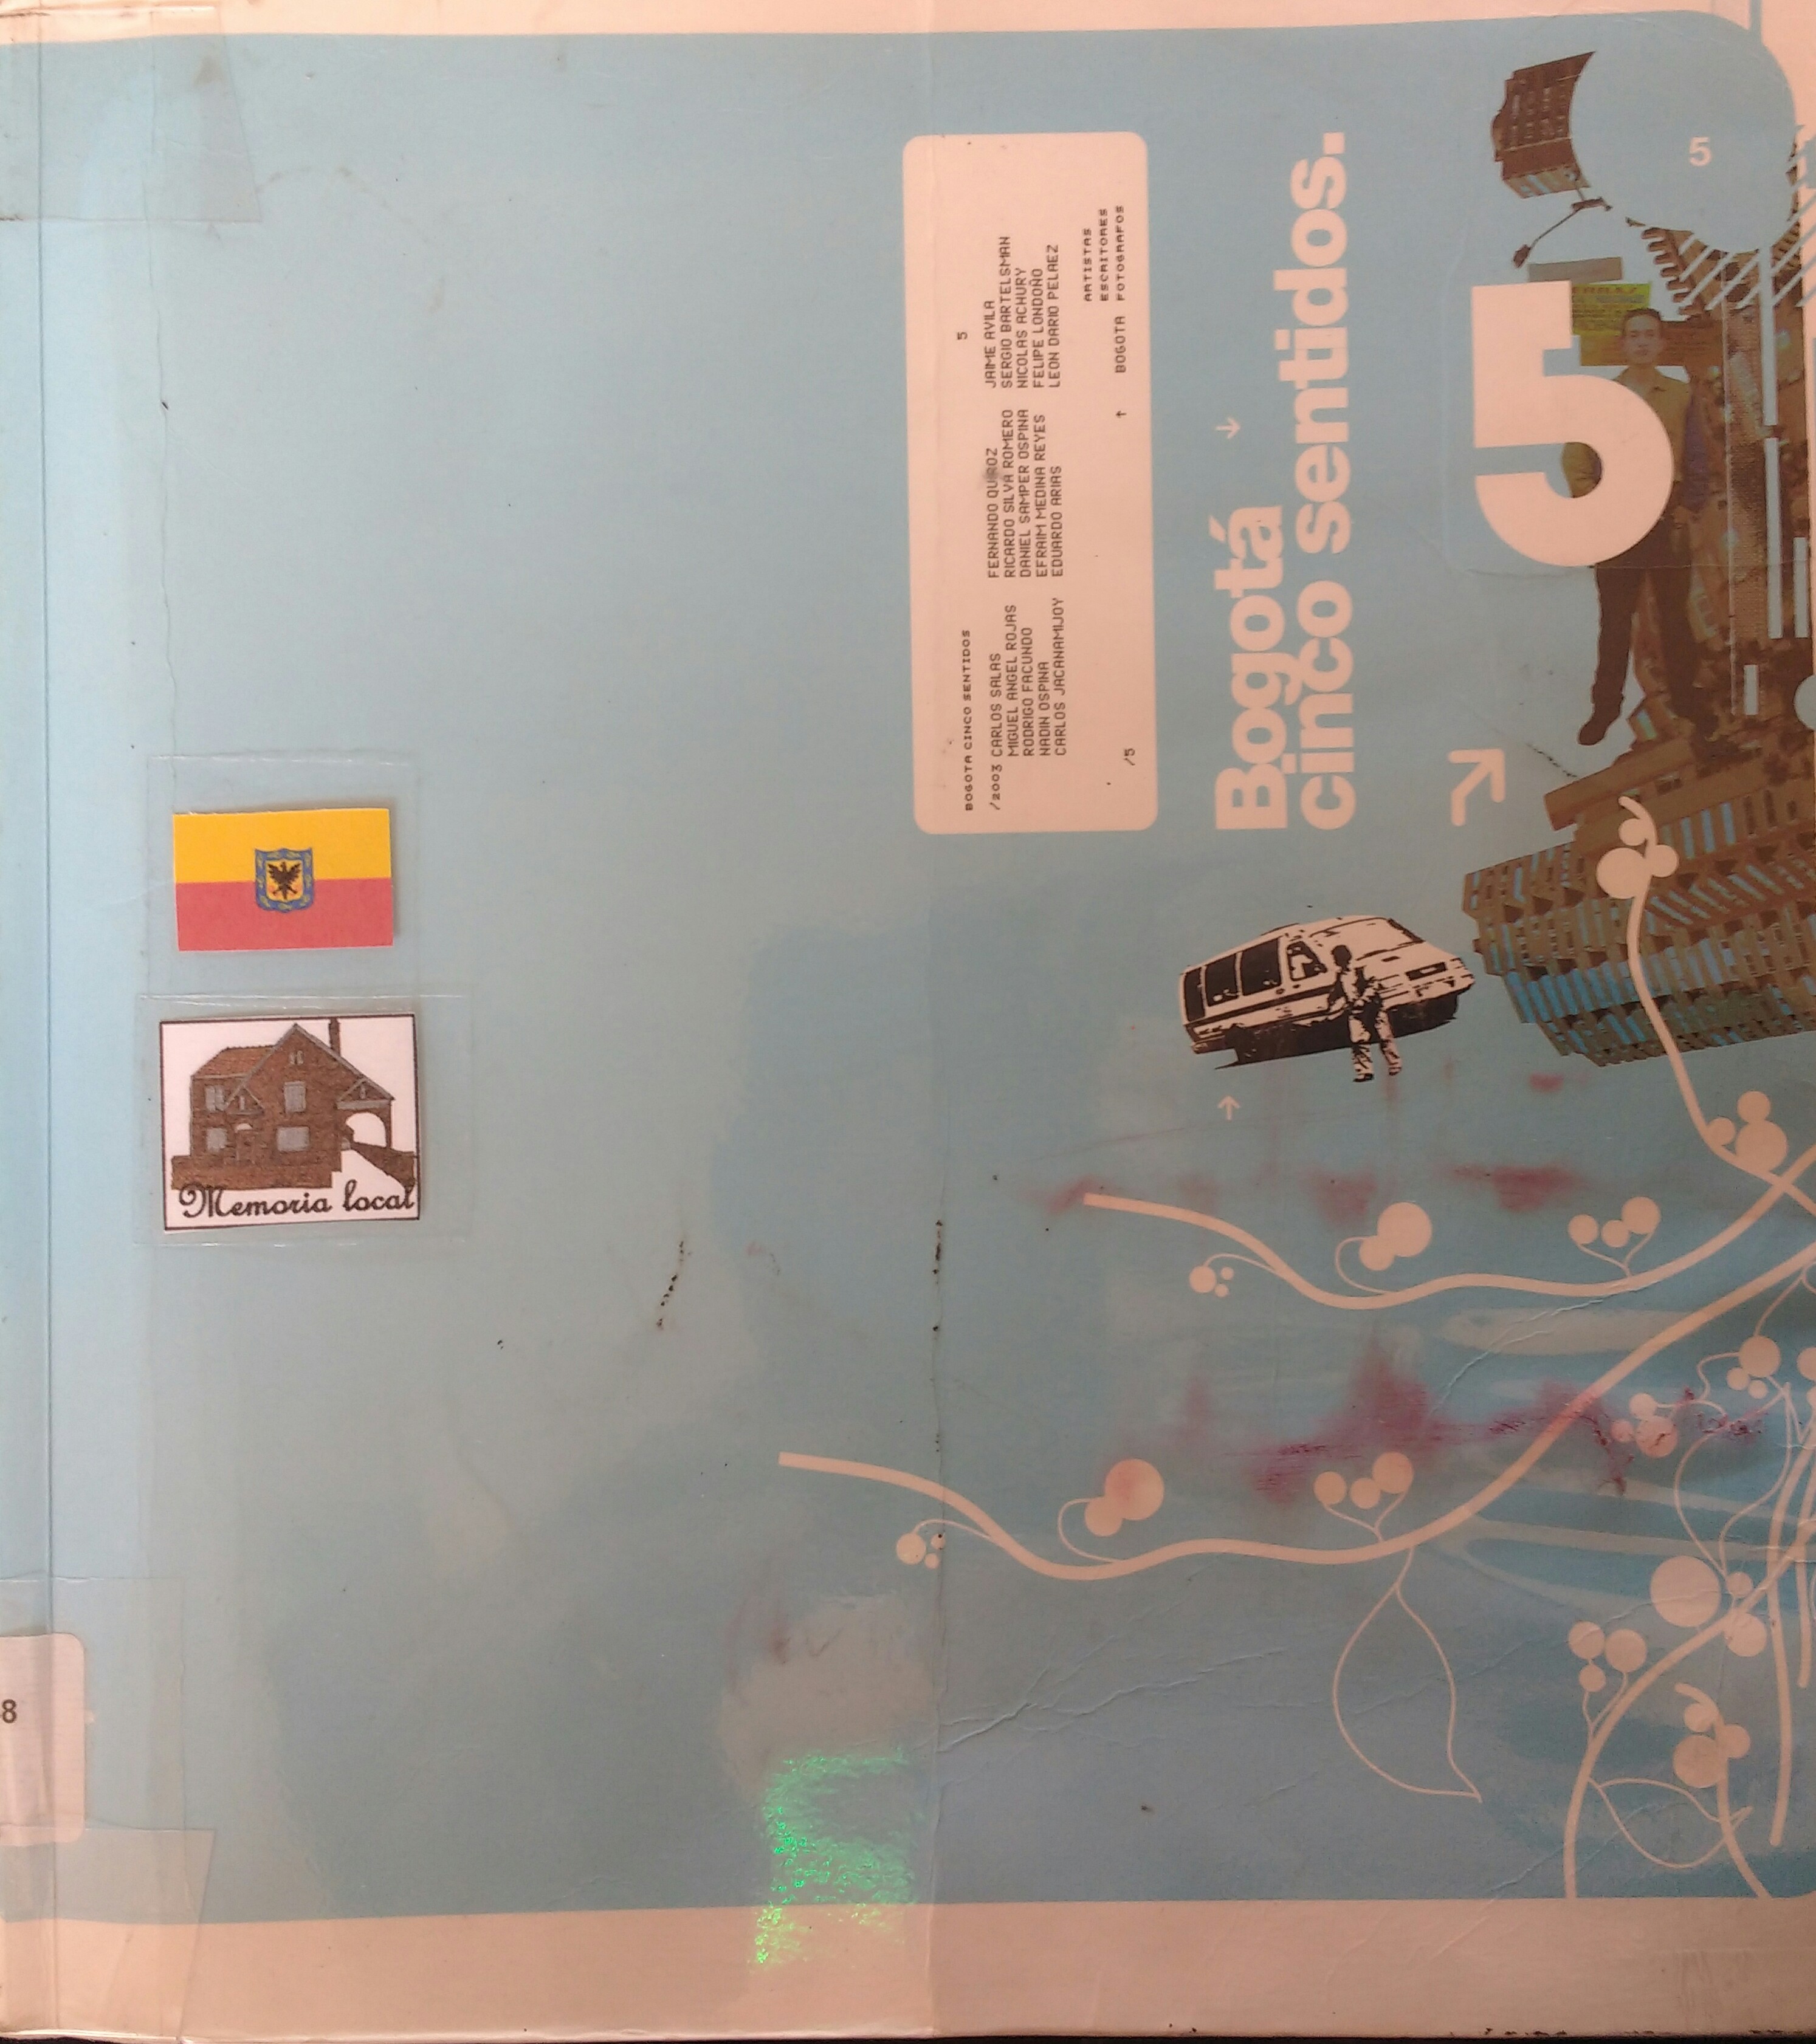 BOGOTA CINCO SENTIDOS 5
/2003 CARLOS SALAS FERNANDO QUIROZ JAIME AVILA
MIGUEL ANGEL ROJAS RICARDO SILVA ROMERO SERGIO BARTELSMAN
RODRIGO FACUNDO DANIEL SAMPER OSPINA NICOLAS ACHURY
NADIN OSPINA EFRAIM MEDINA REYES FELIPE LONDOÑO
CARLOS JACANAMIJOY EDUARDO ARIAS LEON DARIO PELAEZ
ARTISTAS
ESCRITORES
/5 BOGOTA FOTOGRAFOS
Bogotá
cinco sentidos.
5
5
Memoria local
8